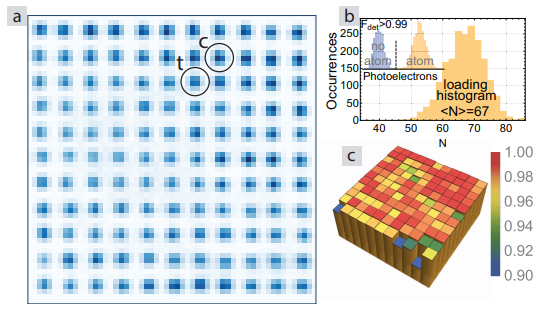 a
c
t
b
F_det>0.99
no
atom
atom
Photoelectrons
loading
histogram
<N>=67
Occurrences
250
200
150
100
50
0
40
50
60
70
80
N
c
1.00
0.98
0.96
0.94
0.92
0.90